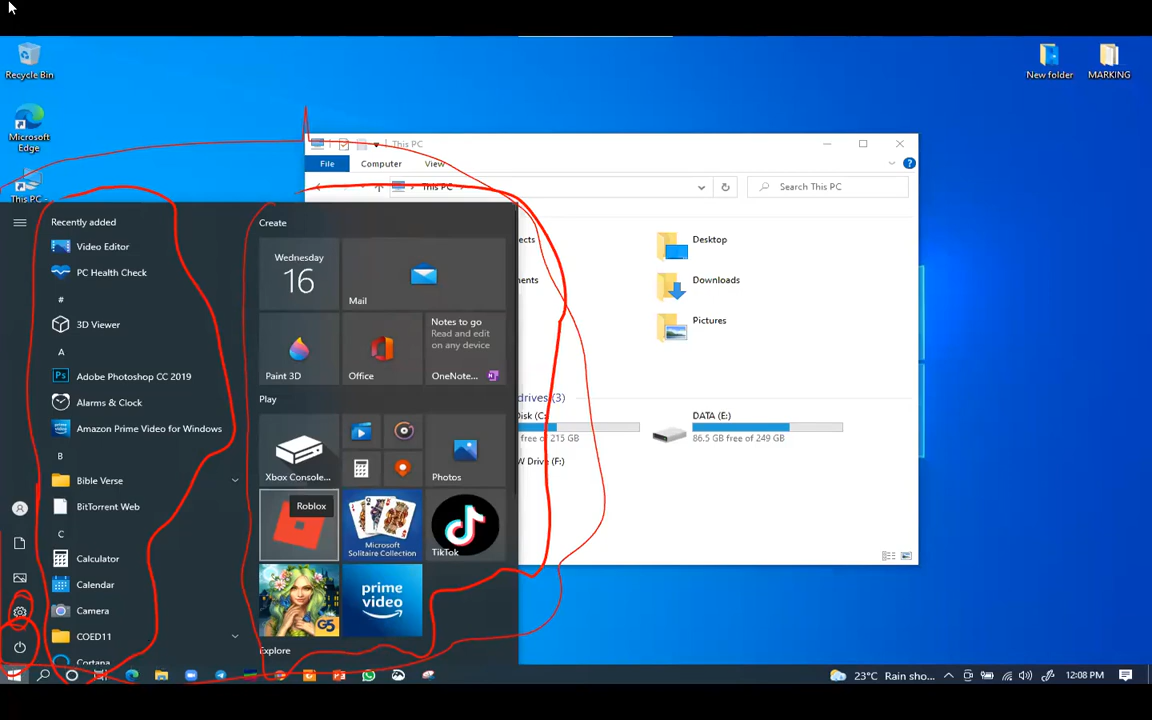 Recycle Bin
New folder
MARKING
Microsoft
Edge
This PC -
This PC
File
Computer
View
This PC
Search This PC
Desktop
Downloads
Pictures
drives (3)
DATA (E:)
free of 215 GB
86.5 GB free of 249 GB
Drive (F:)
Recently added
Video Editor
PC Health Check
#
3D Viewer
A
Adobe Photoshop CC 2019
Alarms & Clock
Amazon Prime Video for Windows
B
Bible Verse
BitTorrent Web
C
Calculator
Calendar
Camera
COED11
Cortana
Create
Wednesday
16
Mail
Notes to go
Read and edit
on any device
Paint 3D
Office
OneNote...
Play
Xbox Console...
Photos
Roblox
Microsoft
Solitaire Collection
TikTok
G5
prime
video
Explore
23°C Rain sho...
12:08 PM